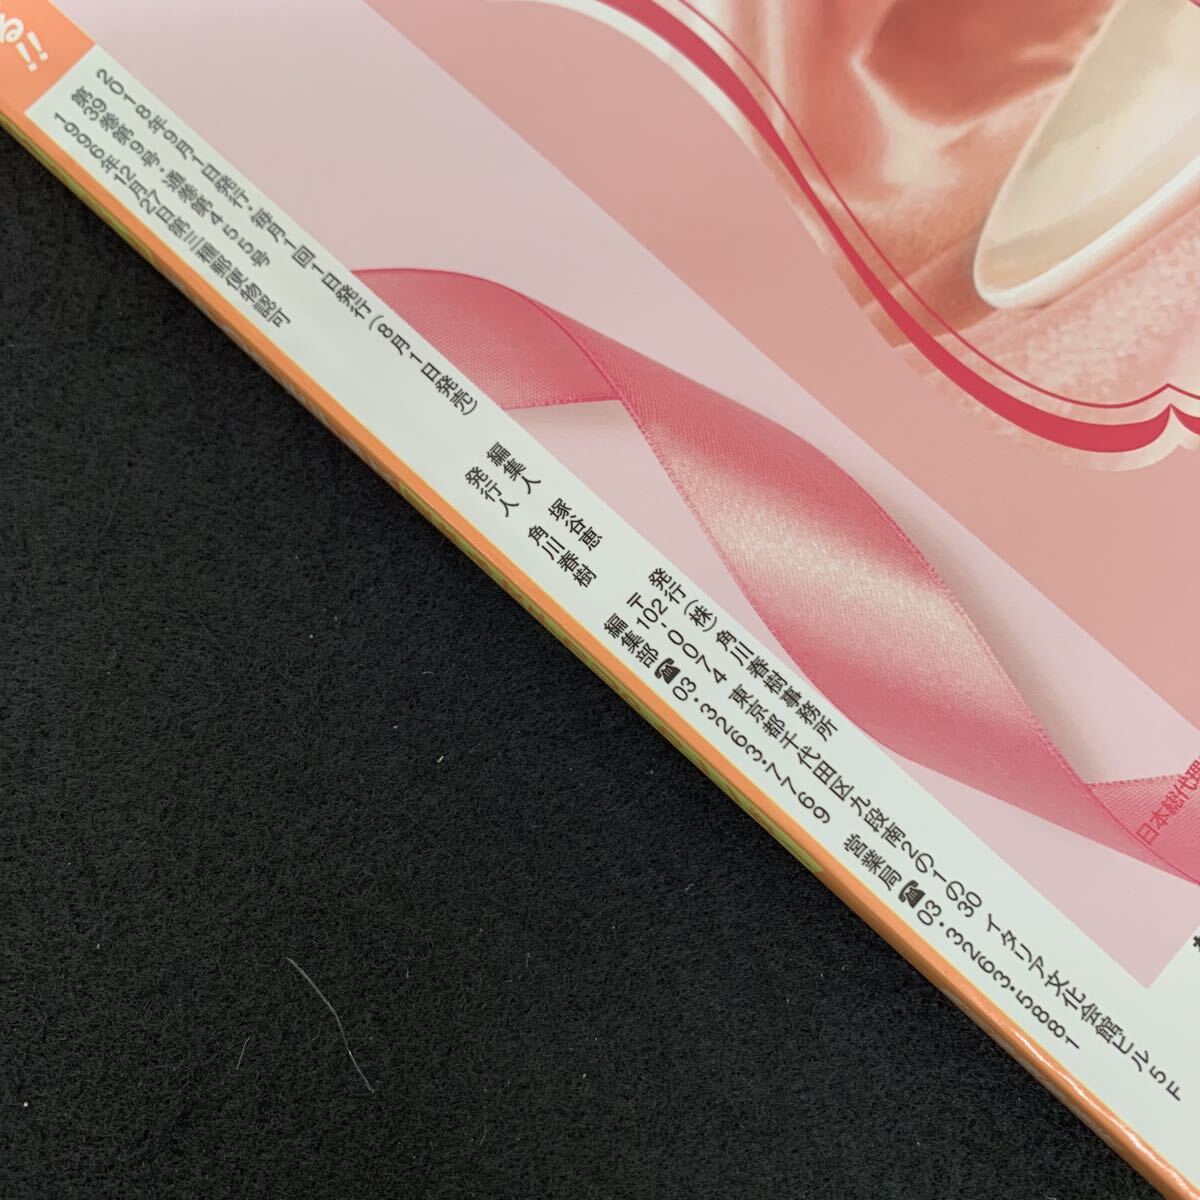 る!!
2018年9月1日発行・毎月1回1日発行(8月1日発売)
第39巻第9号・通巻第455号
1996年12月27日第三種郵便物認可
編集人 塚谷恵
発行人 角川春樹
発行(株)角川春樹事務所
〒102・0074 東京都千代田区九段南2の1の30 イタリア文化会館ビル5F
編集部☎03・3263・7769 営業局☎03・3263・5881
日本総代理